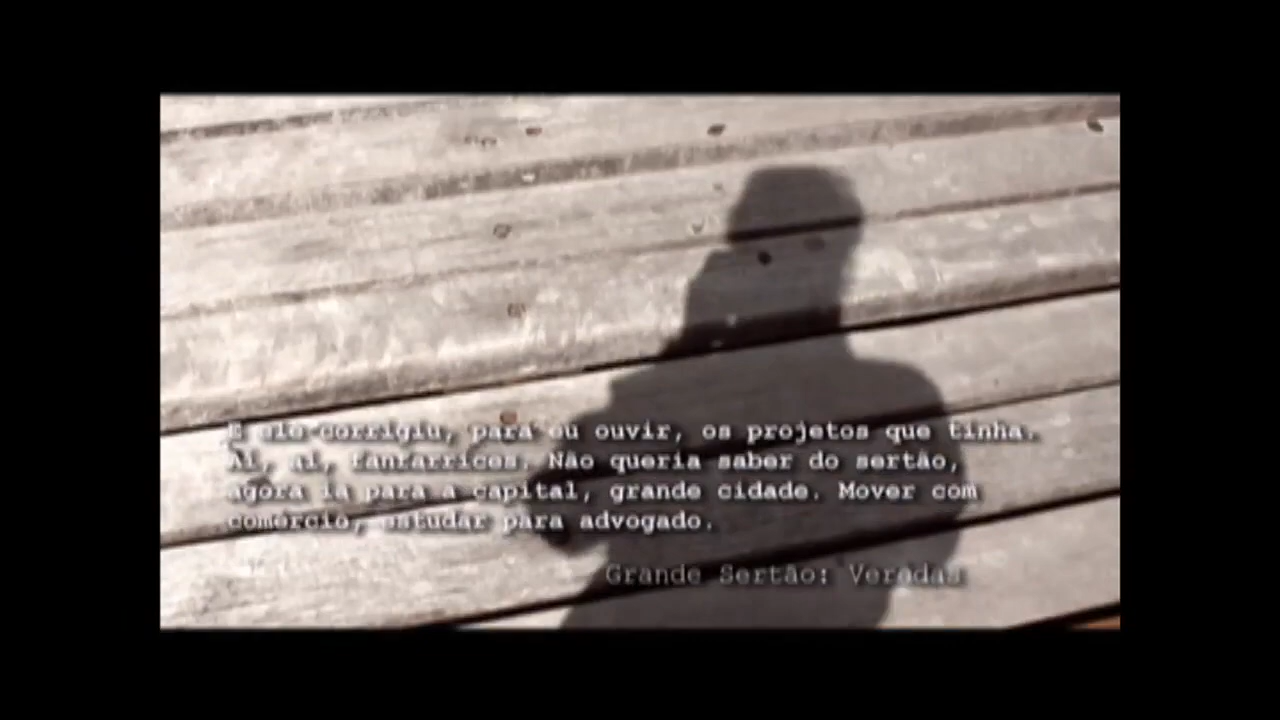 E ele corrigiu, para eu ouvir, os projetos que tinha.
Ai, ai, fanfarrices. Não queria saber do sertão,
agora ia para a capital, grande cidade. Mover com
comércio, estudar para advogado.
Grande Sertão: Veredas